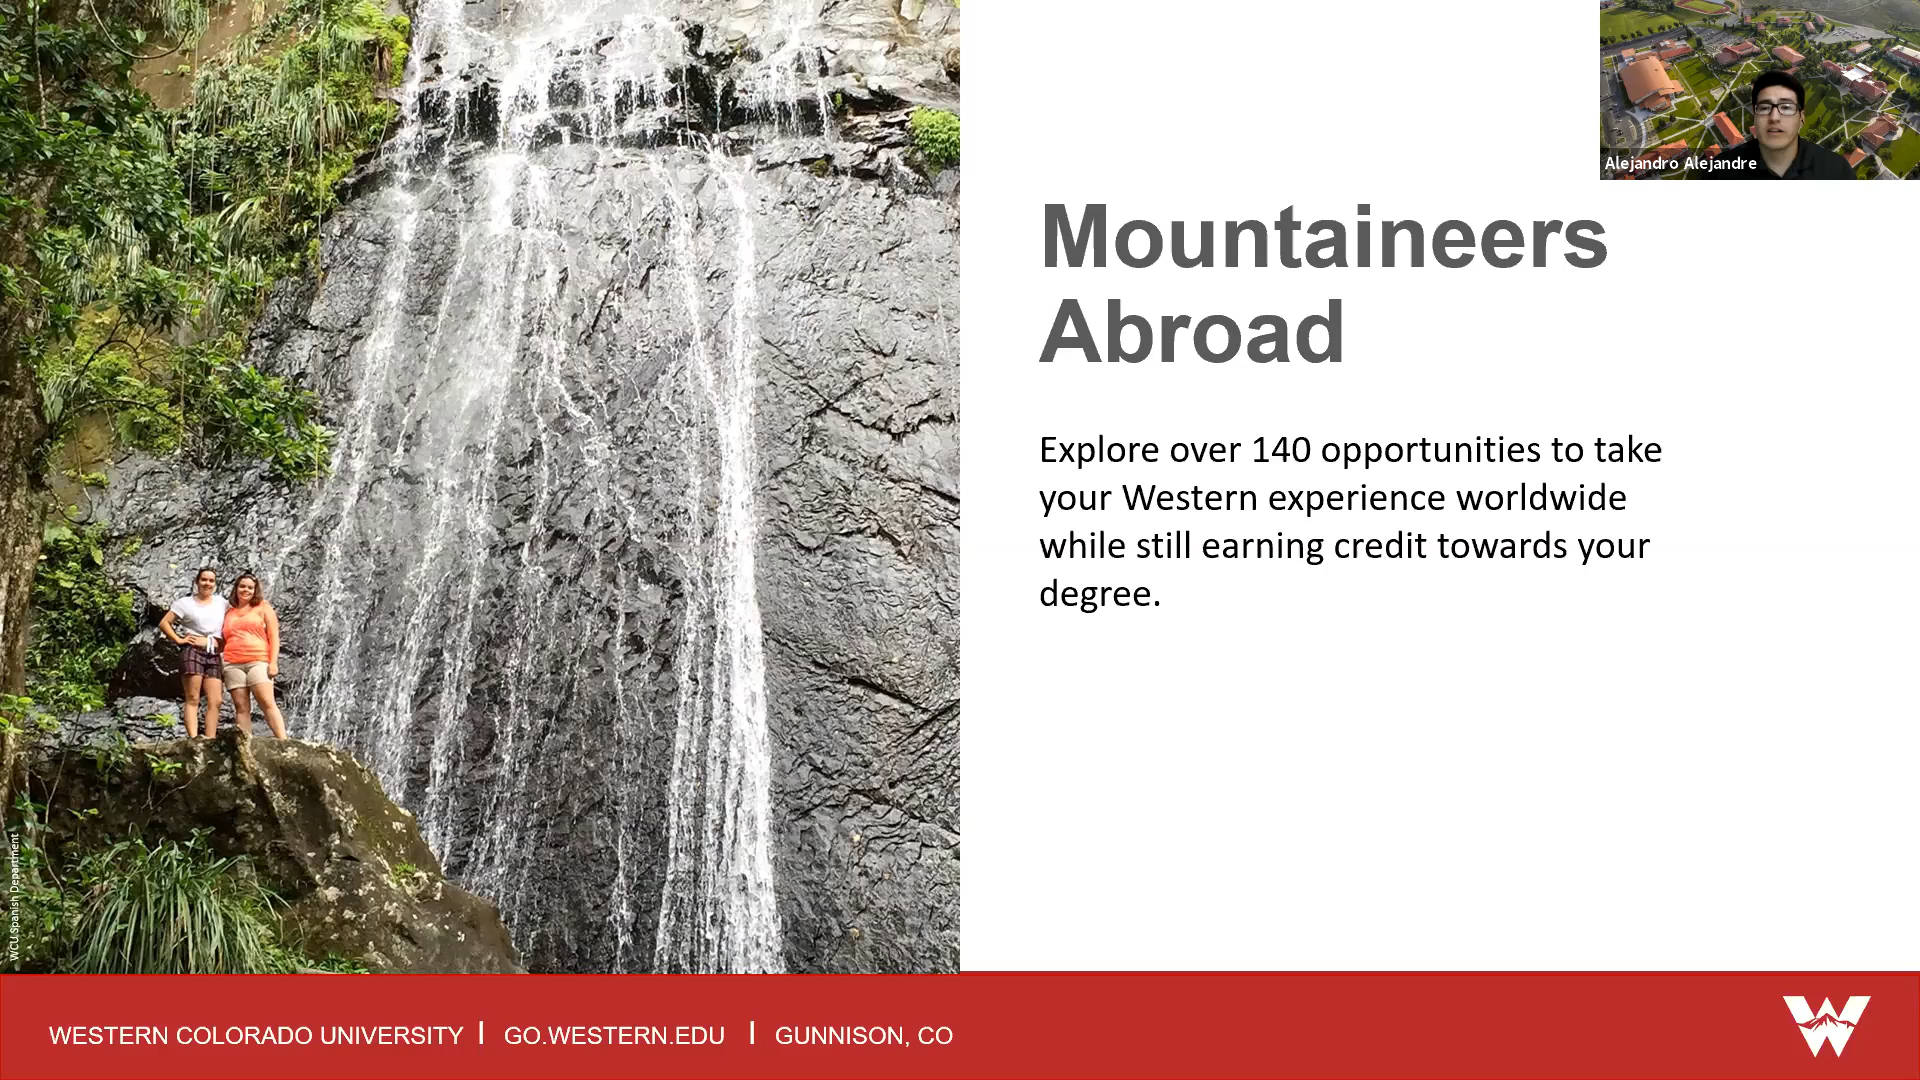 Alejandro Alejandre
Mountaineers
Abroad
Explore over 140 opportunities to take
your Western experience worldwide
while still earning credit towards your
degree.
WCU Spanish Department
WESTERN COLORADO UNIVERSITY | GO.WESTERN.EDU | GUNNISON, CO
W